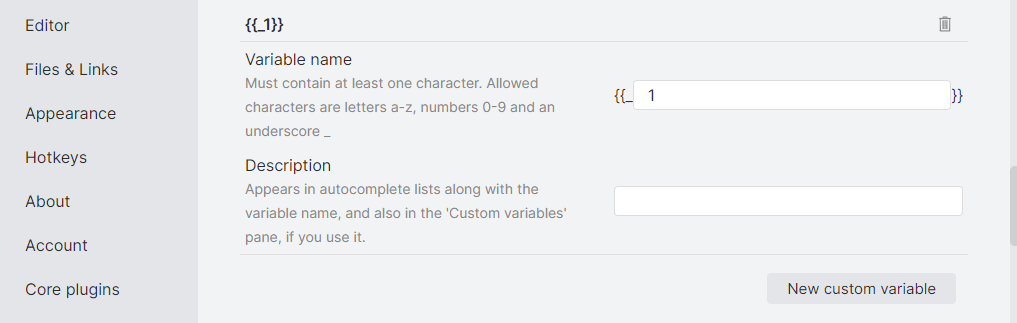 Editor
Files & Links
Appearance
Hotkeys
About
Account
Core plugins
{{_1}}
Variable name
Must contain at least one character. Allowed
characters are letters a-z, numbers 0-9 and an
underscore _
{{_ 1 }}
Description
Appears in autocomplete lists along with the
variable name, and also in the 'Custom variables'
pane, if you use it.
New custom variable